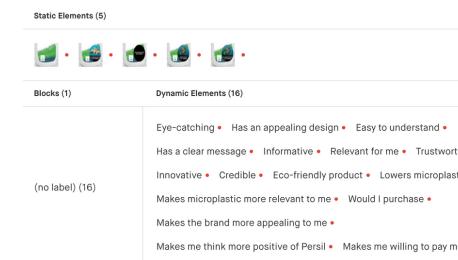 Static Elements (5)
Blocks (1) Dynamic Elements (16)
Eye-catching • Has an appealing design • Easy to understand •
Has a clear message • Informative • Relevant for me • Trustwort
Innovative • Credible • Eco-friendly product • Lowers microplast
(no label) (16)
Makes microplastic more relevant to me • Would I purchase •
Makes the brand more appealing to me •
Makes me think more positive of Persil • Makes me willing to pay m